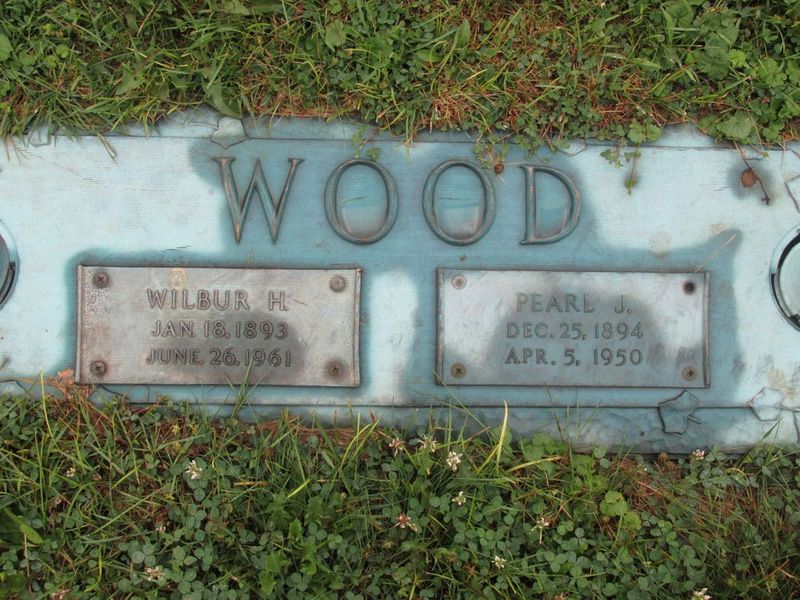 WOOD
WILBUR H.
JAN. 18. 1893
JUNE. 26. 1961
PEARL J.
DEC. 25, 1894
APR. 5, 1950